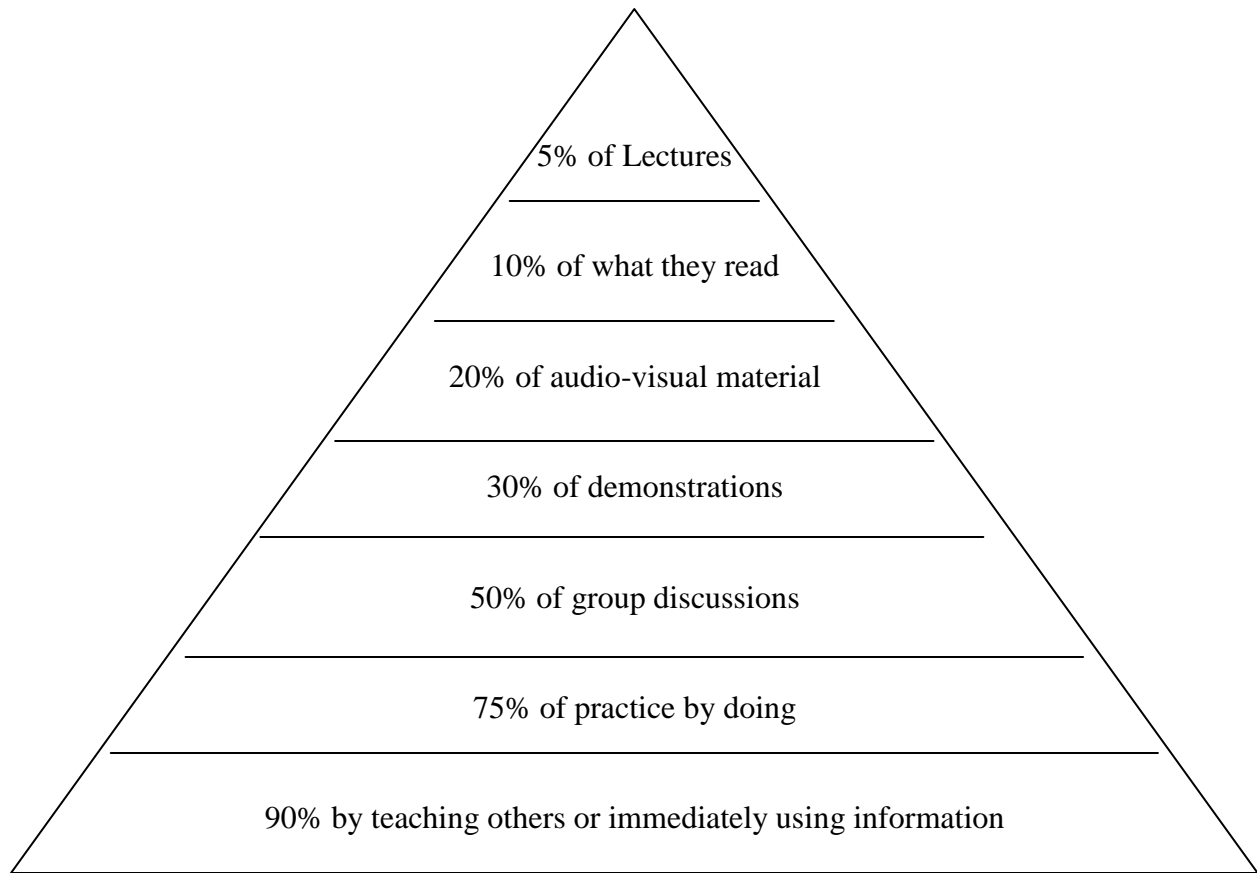 5% of Lectures
10% of what they read
20% of audio-visual material
30% of demonstrations
50% of group discussions
75% of practice by doing
90% by teaching others or immediately using information